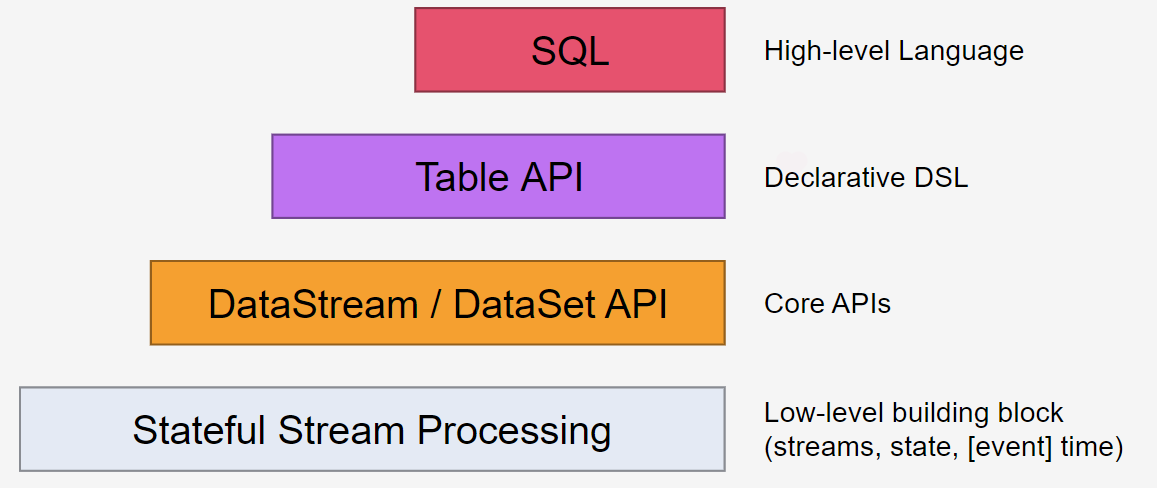 SQL
High-level Language
Table API
Declarative DSL
DataStream / DataSet API
Core APIs
Stateful Stream Processing
Low-level building block
(streams, state, [event] time)